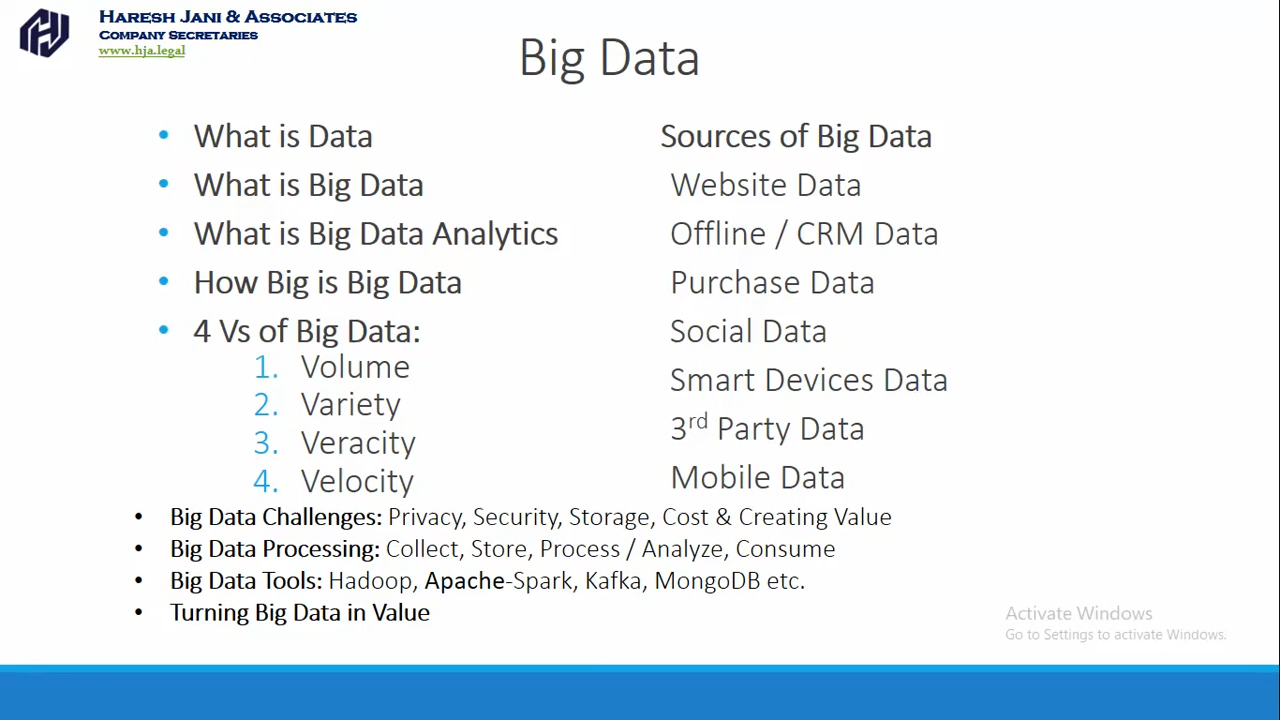 HARESH JANI & ASSOCIATES
COMPANY SECRETARIES
www.hja.legal
Big Data
• What is Data
• What is Big Data
• What is Big Data Analytics
• How Big is Big Data
• 4 Vs of Big Data:
1. Volume
2. Variety
3. Veracity
4. Velocity
Sources of Big Data
Website Data
Offline / CRM Data
Purchase Data
Social Data
Smart Devices Data
3rd Party Data
Mobile Data
• Big Data Challenges: Privacy, Security, Storage, Cost & Creating Value
• Big Data Processing: Collect, Store, Process / Analyze, Consume
• Big Data Tools: Hadoop, Apache-Spark, Kafka, MongoDB etc.
• Turning Big Data in Value
Activate Windows
Go to Settings to activate Windows.